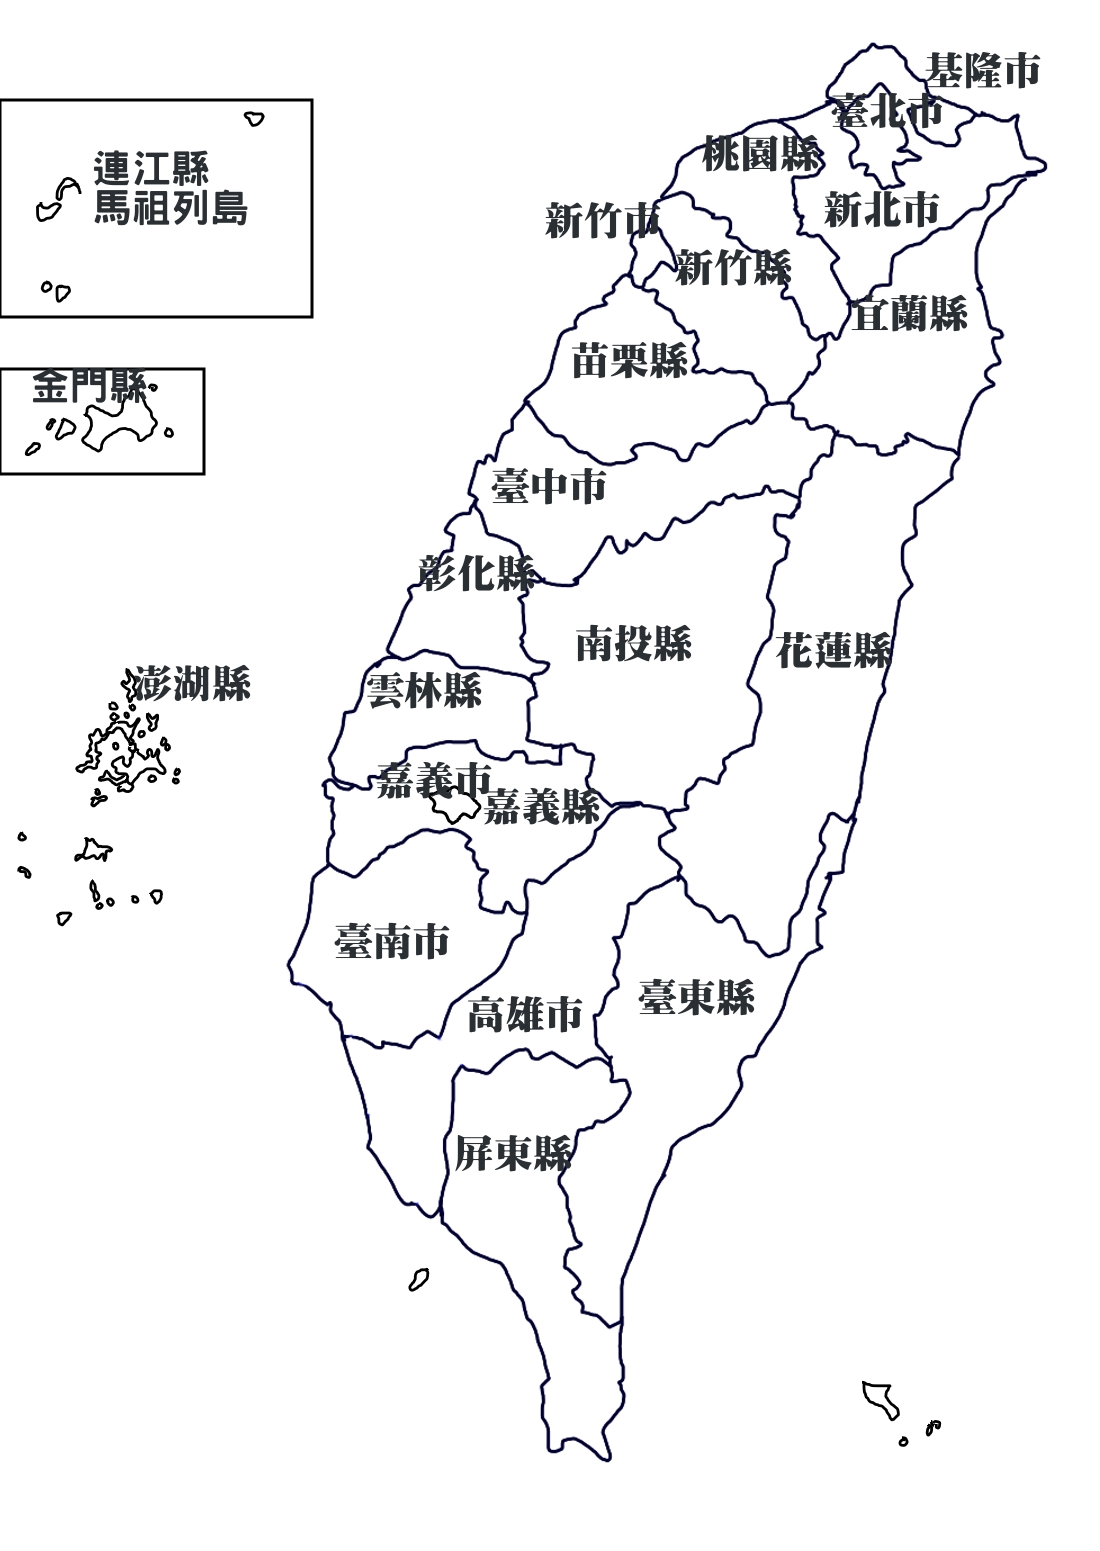 基隆市
臺北市
桃園縣
連江縣
馬祖列島
新北市
新竹市
新竹縣
宜蘭縣
苗栗縣
金門縣
臺中市
彰化縣
南投縣
花蓮縣
澎湖縣
雲林縣
嘉義市
嘉義縣
臺南市
臺東縣
高雄市
屏東縣